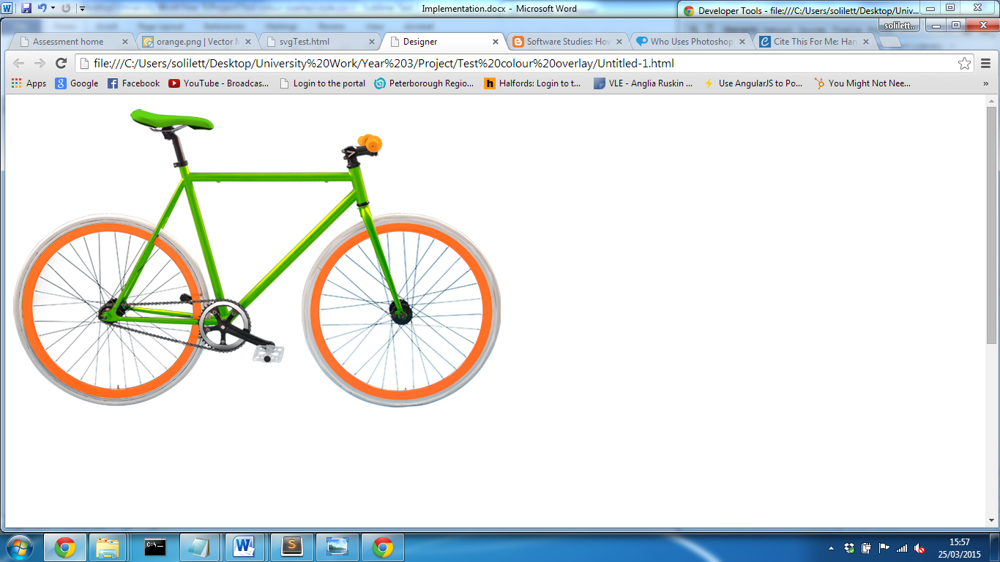 Implementation.docx - Microsoft Word
Developer Tools - file:///C:/Users/solilett/Desktop/Univ...
solilett..
Assessment home
orange.png | Vector M
svgTest.html
Designer
Software Studies: How
Who Uses Photoshop
Cite This For Me: Har
file:///C:/Users/solilett/Desktop/University%20Work/Year%203/Project/Test%20colour%20overlay/Untitled-1.html
Apps
Google
Facebook
YouTube - Broadcas...
Login to the portal
Peterborough Regio...
Halfords: Login to t...
VLE - Anglia Ruskin ...
Use AngularJS to Po...
You Might Not Nee...
»
C:\
15:57
25/03/2015